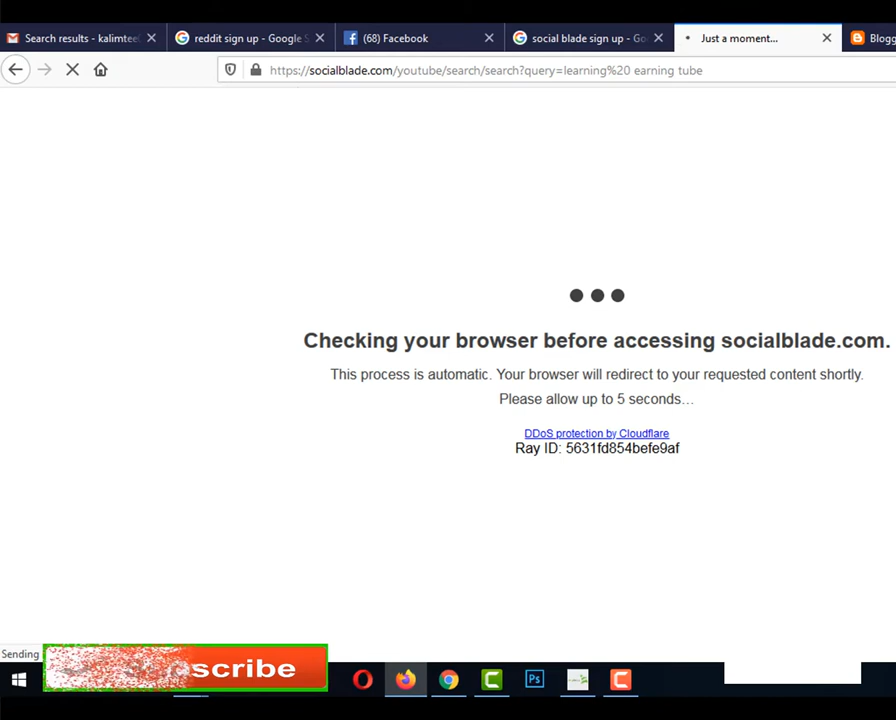 Search results - kalimtee
reddit sign up - Google S
(68) Facebook
social blade sign up - Go
Just a moment...
Blogg
https://socialblade.com/youtube/search/search?query=learning%20 earning tube
Checking your browser before accessing socialblade.com.
This process is automatic. Your browser will redirect to your requested content shortly.
Please allow up to 5 seconds…
DDoS protection by Cloudflare
Ray ID: 5631fd854befe9af
Sending
scribe
Ps